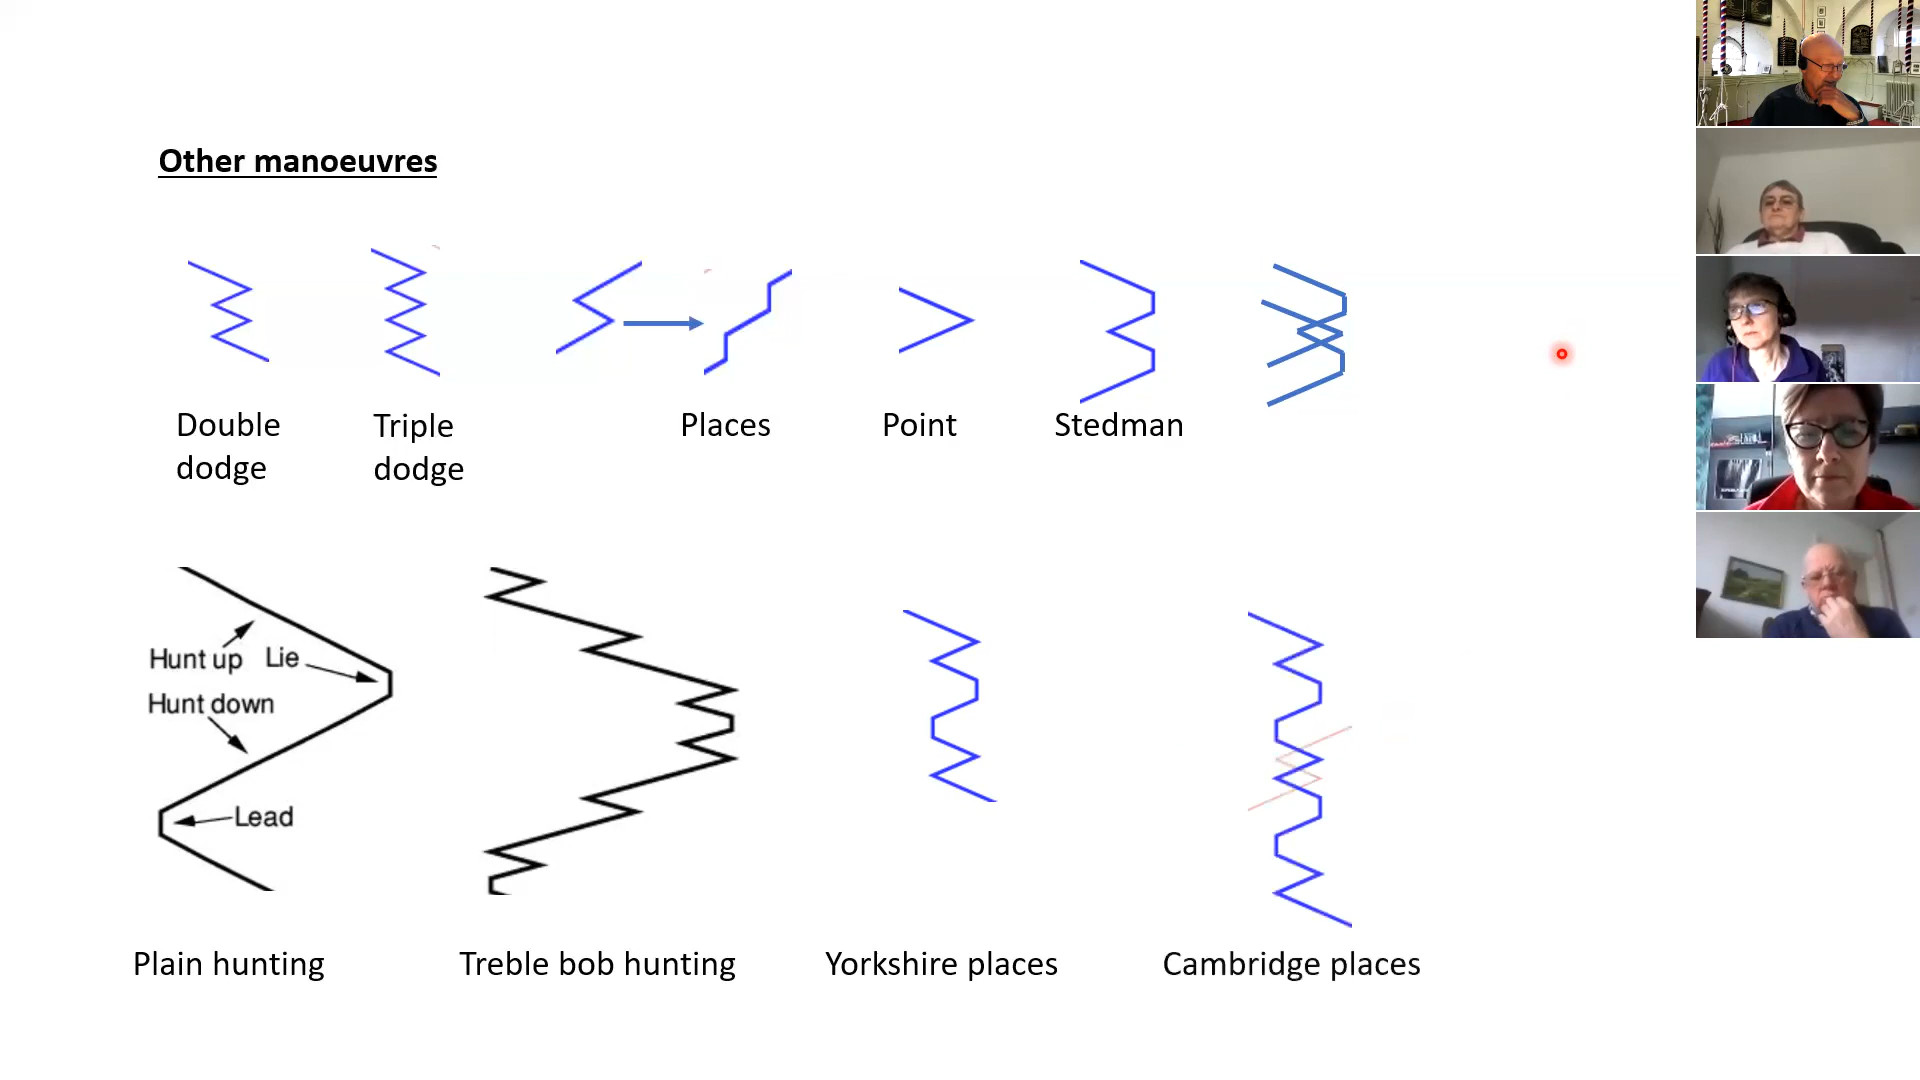 Other manoeuvres
Double
dodge
Triple
dodge
Places
Point
Stedman
Hunt up
Lie
Hunt down
Lead
Plain hunting
Treble bob hunting
Yorkshire places
Cambridge places